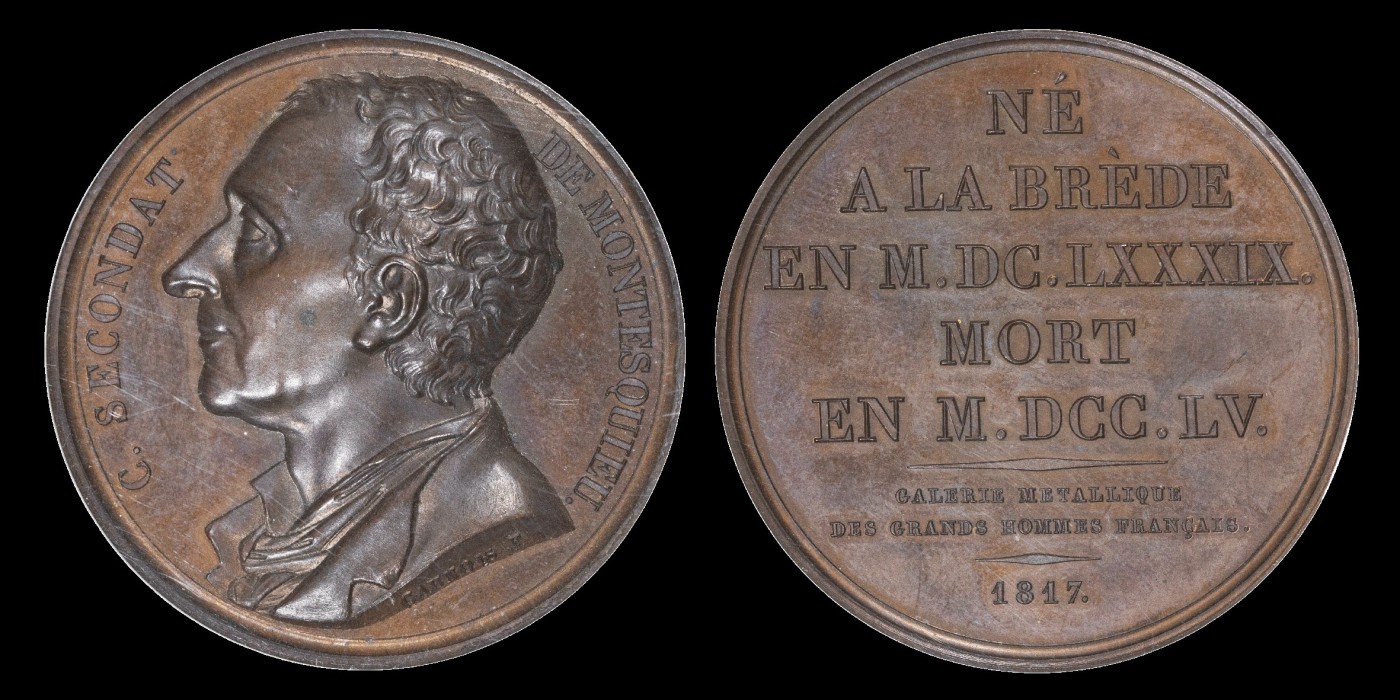 C. SECONDAT
DE MONTESQUIEU.
NÉ
A LA BRÈDE
EN M.DC.LXXXIX.
MORT
EN M.DCC.LV.
GALERIE METALLIQUE
DES GRANDS HOMMES FRANÇAIS.
1817.